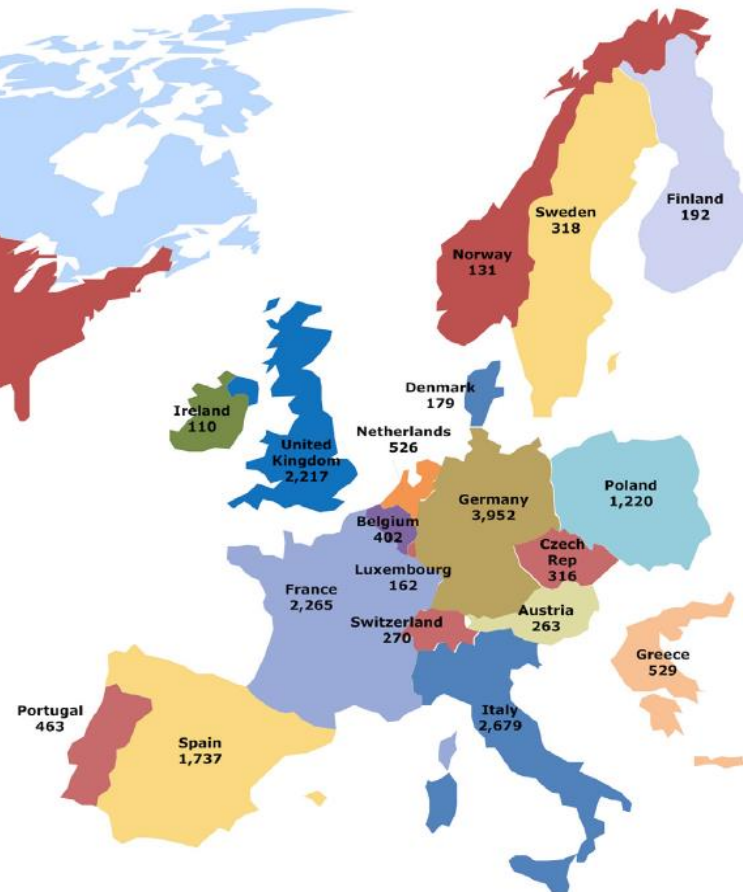 Finland
192
Sweden
318
Norway
131
Denmark
179
Ireland
110
Netherlands
526
United
Kingdom
2,217
Germany
3,952
Poland
1,220
Belgium
402
Czech
Rep
316
Luxembourg
162
France
2,265
Austria
263
Switzerland
270
Greece
529
Portugal
463
Italy
2,679
Spain
1,737